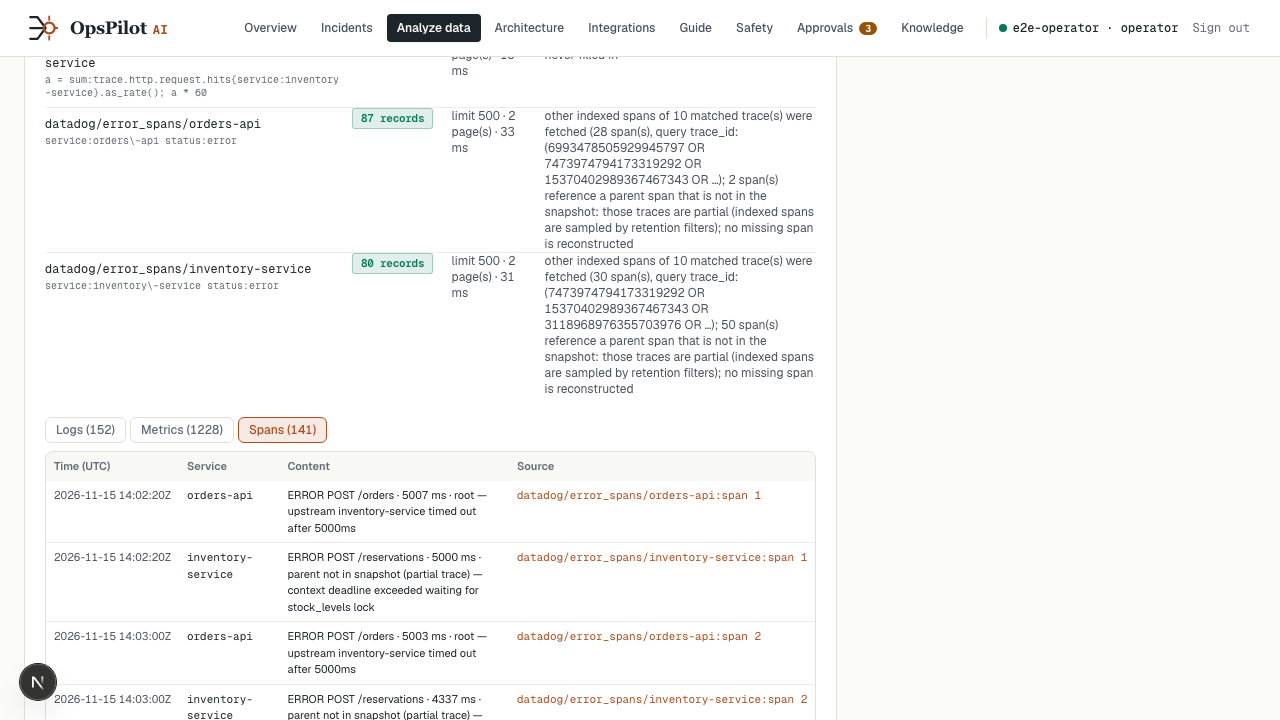 OpsPilot AI
Overview
Incidents
Analyze data
Architecture
Integrations
Guide
Safety
Approvals 3
Knowledge
e2e-operator · operator
Sign out
service
a = sum:trace.http.request.hits{service:inventory
-service}.as_rate(); a * 60
ms
datadog/error_spans/orders-api
service:orders\-api status:error
87 records
limit 500 · 2
page(s) · 33
ms
other indexed spans of 10 matched trace(s) were
fetched (28 span(s), query trace_id:
(6993478505929945797 OR
7473974794173319292 OR
15370402989367467343 OR …); 2 span(s)
reference a parent span that is not in the
snapshot: those traces are partial (indexed spans
are sampled by retention filters); no missing span
is reconstructed
datadog/error_spans/inventory-service
service:inventory\-service status:error
80 records
limit 500 · 2
page(s) · 31
ms
other indexed spans of 10 matched trace(s) were
fetched (30 span(s), query trace_id:
(7473974794173319292 OR
15370402989367467343 OR
3118968976355703976 OR …); 50 span(s)
reference a parent span that is not in the
snapshot: those traces are partial (indexed spans
are sampled by retention filters); no missing span
is reconstructed
Logs (152)
Metrics (1228)
Spans (141)
Time (UTC)
Service
Content
Source
2026-11-15 14:02:20Z
orders-api
ERROR POST /orders · 5007 ms · root —
upstream inventory-service timed out
after 5000ms
datadog/error_spans/orders-api:span 1
2026-11-15 14:02:20Z
inventory-
service
ERROR POST /reservations · 5000 ms ·
parent not in snapshot (partial trace) —
context deadline exceeded waiting for
stock_levels lock
datadog/error_spans/inventory-service:span 1
2026-11-15 14:03:00Z
orders-api
ERROR POST /orders · 5003 ms · root —
upstream inventory-service timed out
after 5000ms
datadog/error_spans/orders-api:span 2
2026-11-15 14:03:00Z
inventory-
service
ERROR POST /reservations · 4337 ms ·
parent not in snapshot (partial trace) —
datadog/error_spans/inventory-service:span 2
N